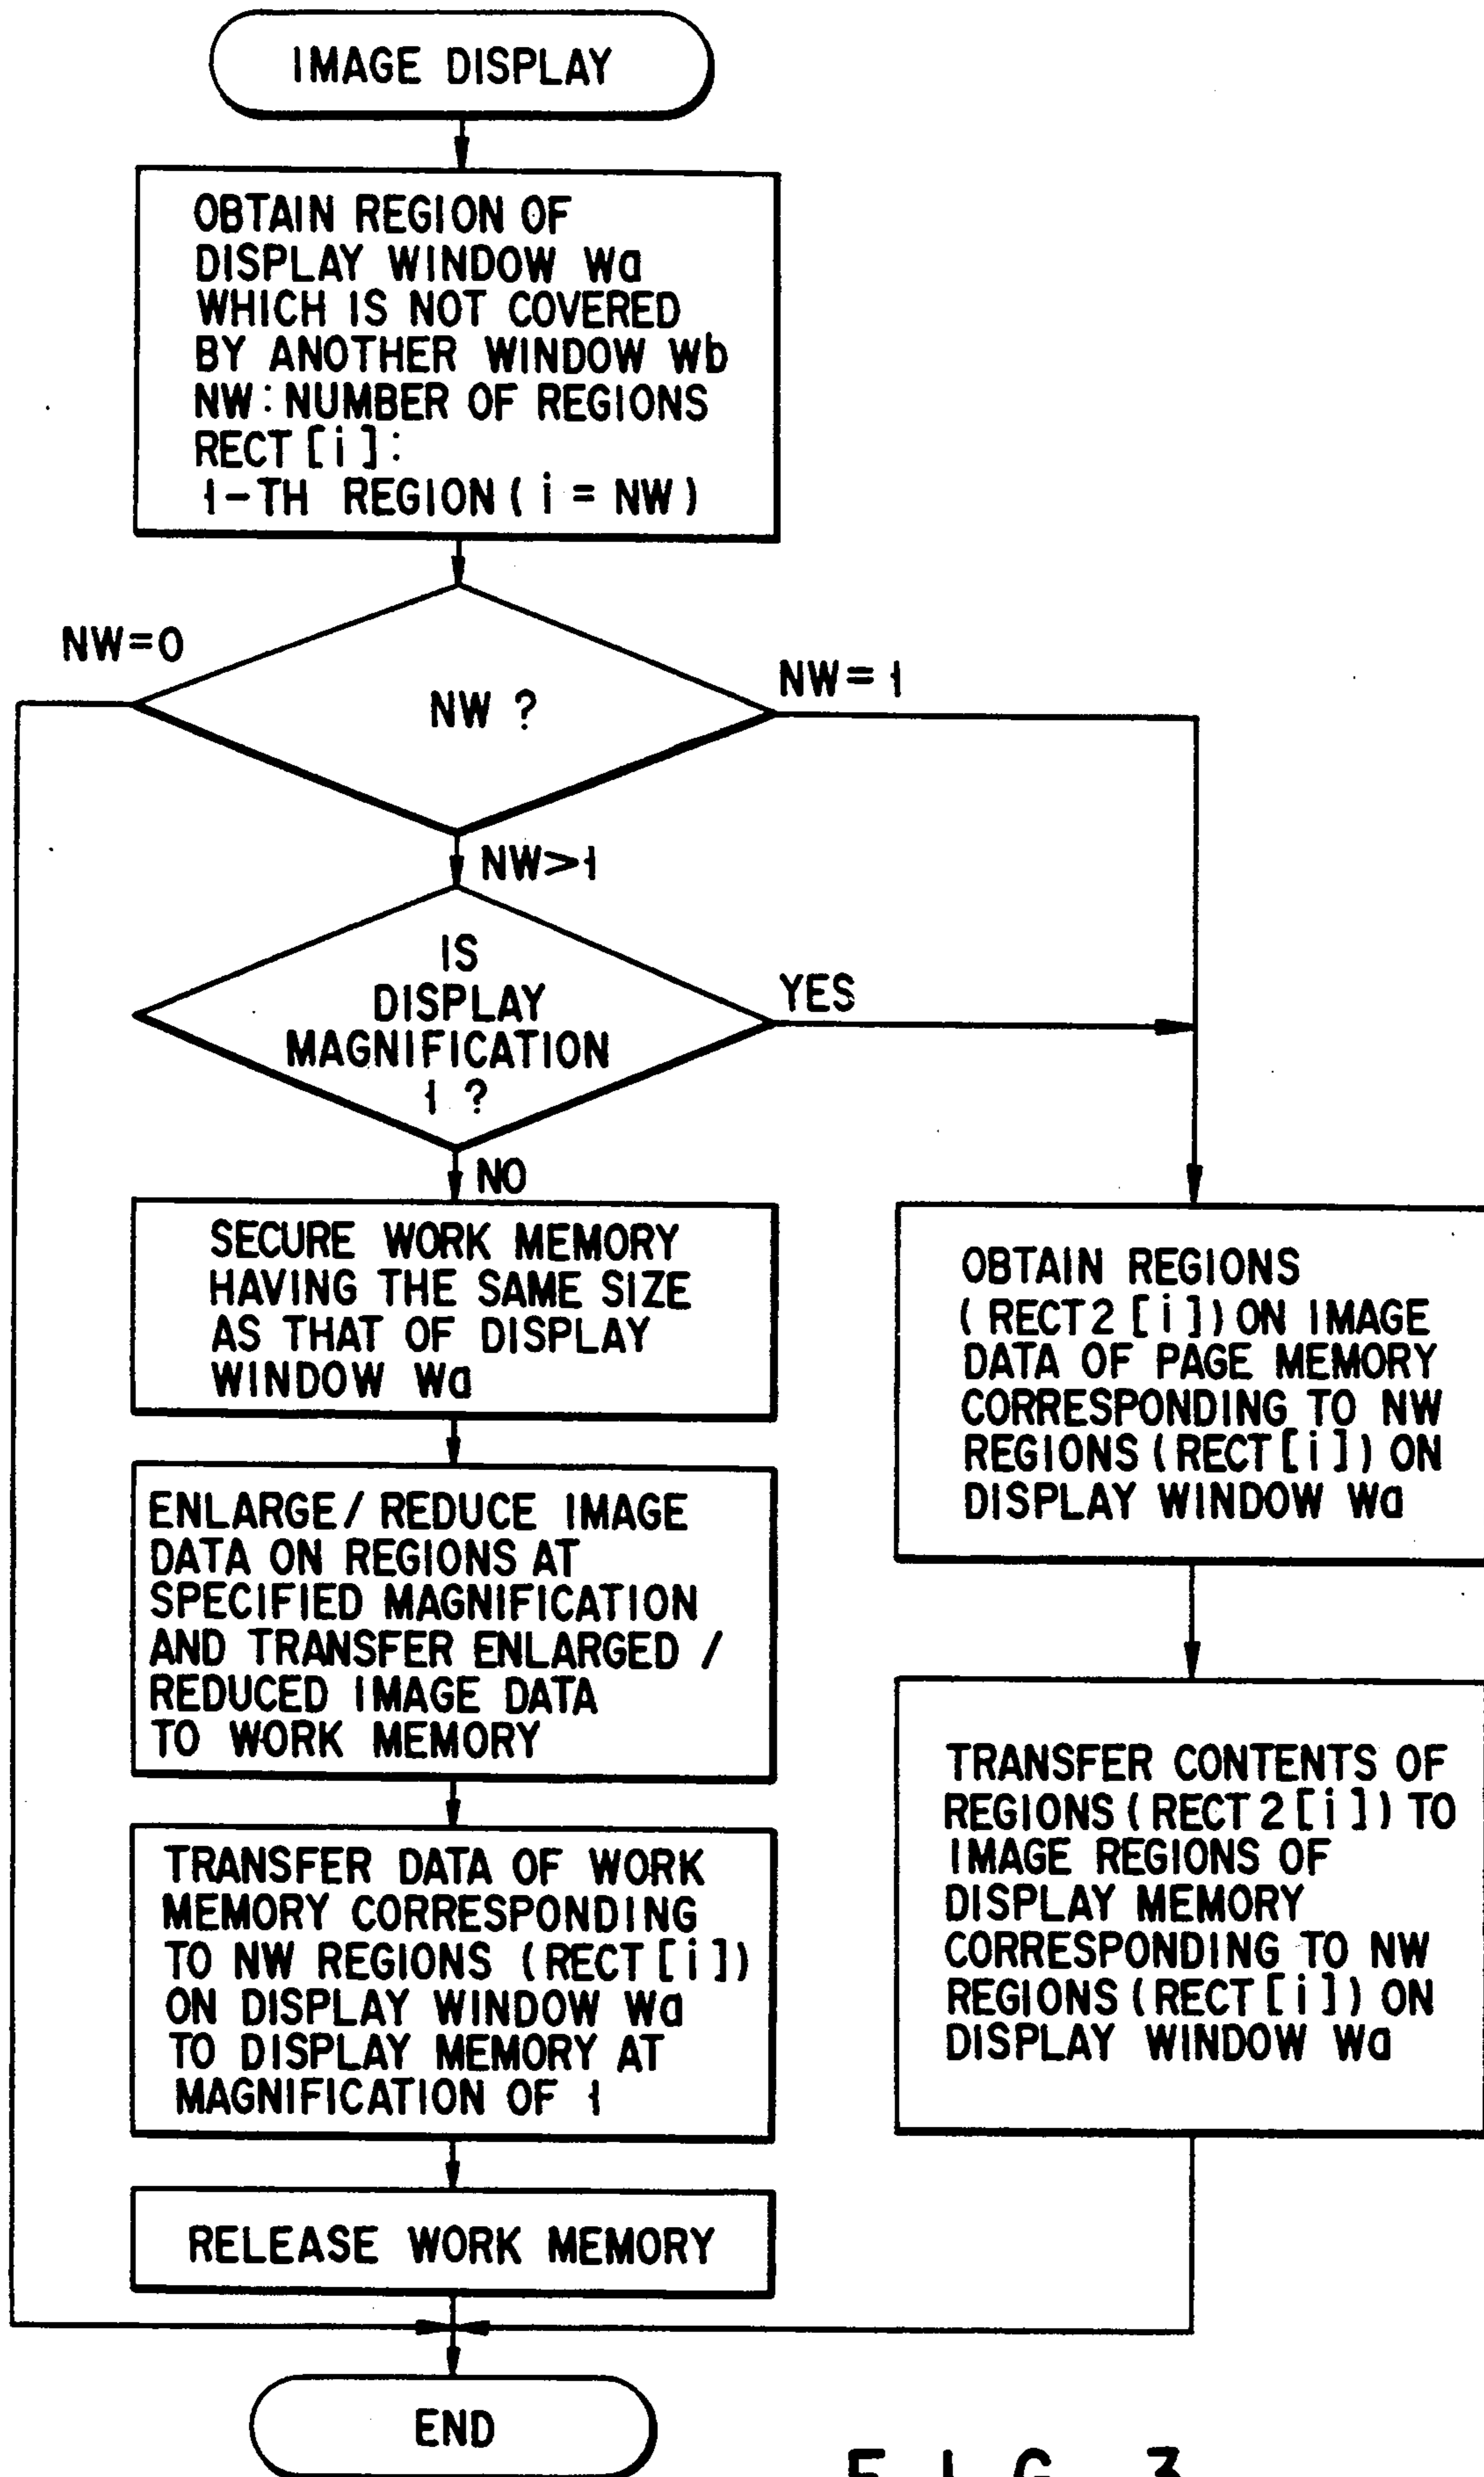 IMAGE DISPLAY
OBTAIN REGION OF
DISPLAY WINDOW Wa
WHICH IS NOT COVERED
BY ANOTHER WINDOW Wb
NW : NUMBER OF REGIONS
RECT [i] :
1-TH REGION ( i = NW )
NW=0
NW ?
NW=1
NW>1
IS
DISPLAY
MAGNIFICATION
1 ?
YES
NO
SECURE WORK MEMORY
HAVING THE SAME SIZE
AS THAT OF DISPLAY
WINDOW Wa
ENLARGE/ REDUCE IMAGE
DATA ON REGIONS AT
SPECIFIED MAGNIFICATION
AND TRANSFER ENLARGED /
REDUCED IMAGE DATA
TO WORK MEMORY
TRANSFER DATA OF WORK
MEMORY CORRESPONDING
TO NW REGIONS (RECT [i])
ON DISPLAY WINDOW Wa
TO DISPLAY MEMORY AT
MAGNIFICATION OF 1
RELEASE WORK MEMORY
OBTAIN REGIONS
(RECT2 [i]) ON IMAGE
DATA OF PAGE MEMORY
CORRESPONDING TO NW
REGIONS (RECT [i]) ON
DISPLAY WINDOW Wa
TRANSFER CONTENTS OF
REGIONS (RECT 2 [i]) TO
IMAGE REGIONS OF
DISPLAY MEMORY
CORRESPONDING TO NW
REGIONS (RECT [i]) ON
DISPLAY WINDOW Wa
END
FIG. 3